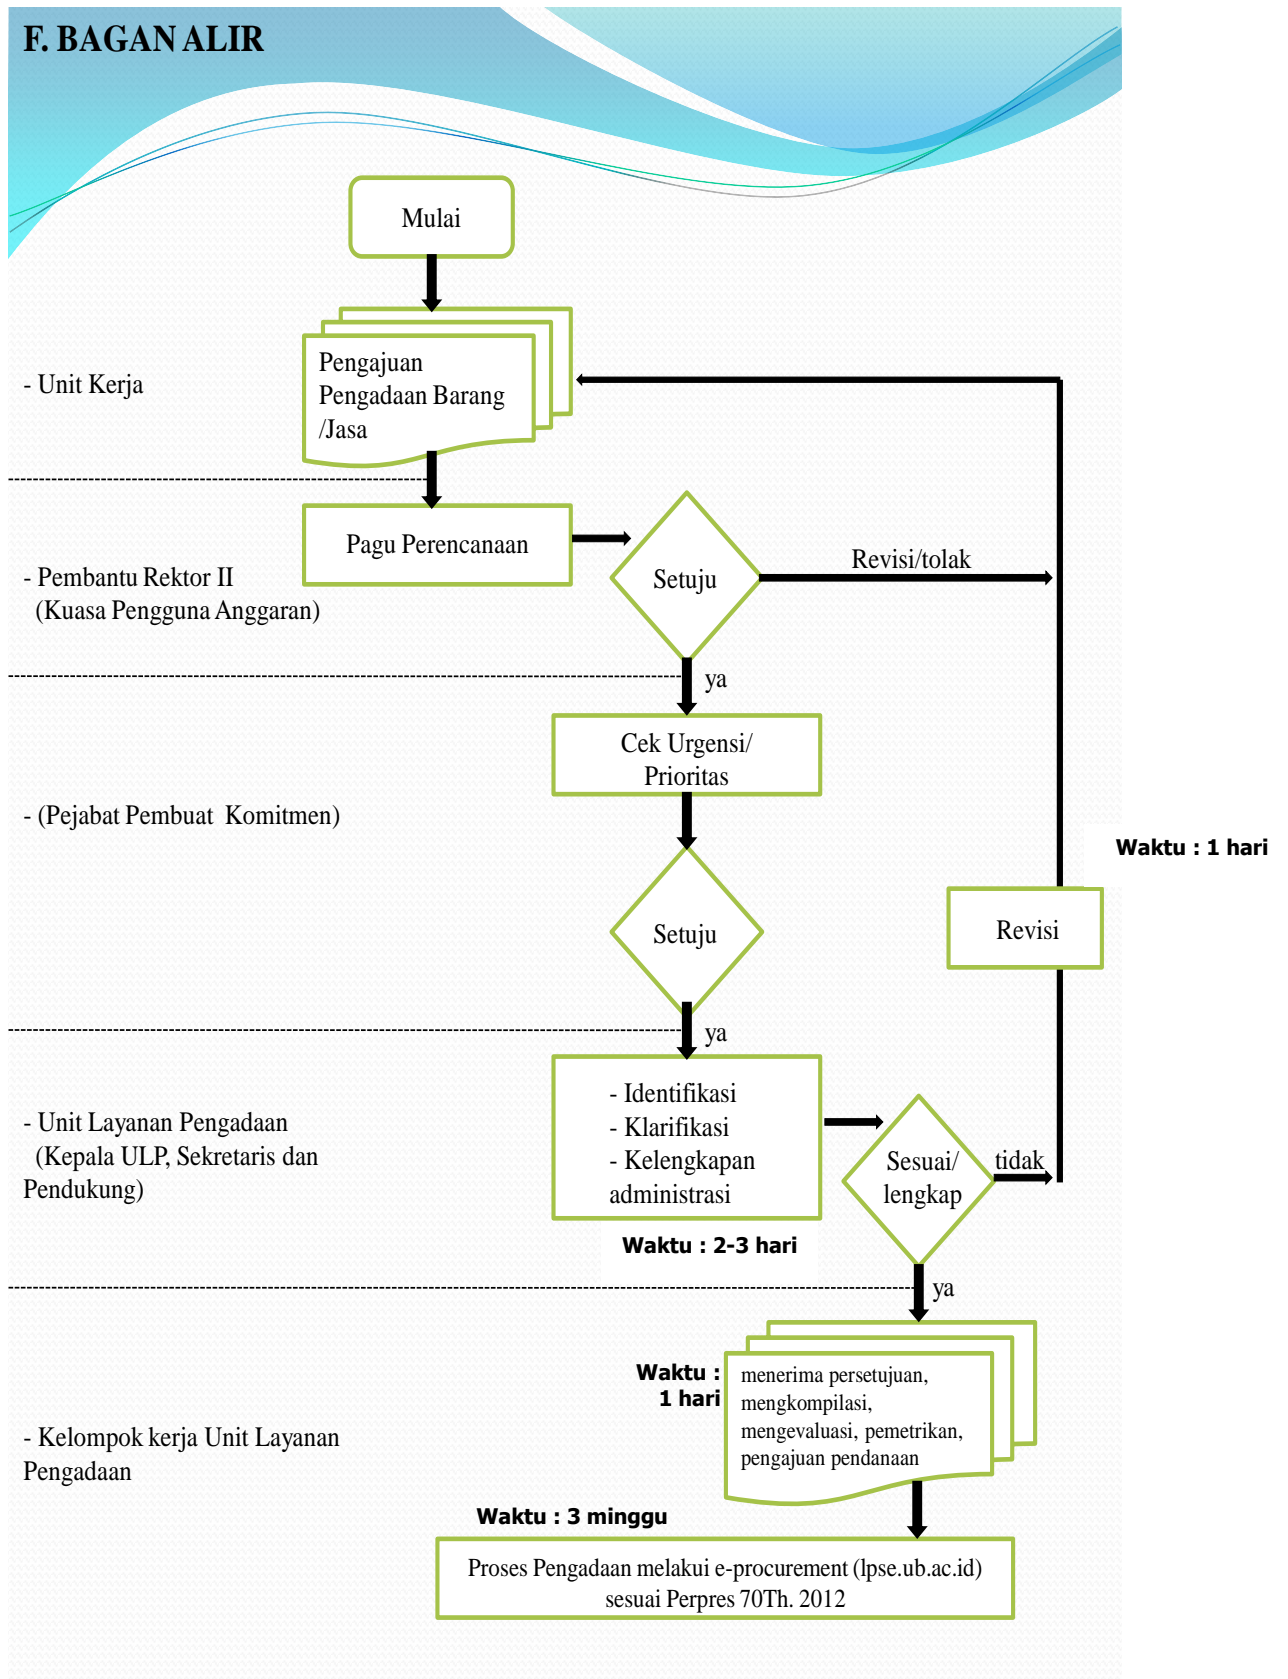 F. BAGAN ALIR
Mulai
- Unit Kerja
Pengajuan
Pengadaan Barang
/Jasa
Pagu Perencanaan
Setuju
Revisi/tolak
- Pembantu Rektor II
(Kuasa Pengguna Anggaran)
ya
Cek Urgensi/
Prioritas
- (Pejabat Pembuat Komitmen)
Waktu : 1 hari
Setuju
Revisi
ya
- Unit Layanan Pengadaan
(Kepala ULP, Sekretaris dan
Pendukung)
- Identifikasi
- Klarifikasi
- Kelengkapan
administrasi
Sesuai/
lengkap
tidak
Waktu : 2-3 hari
ya
Waktu :
1 hari
menerima persetujuan,
mengkompilasi,
mengevaluasi, pemetrikan,
pengajuan pendanaan
- Kelompok kerja Unit Layanan
Pengadaan
Waktu : 3 minggu
Proses Pengadaan melakui e-procurement (lpse.ub.ac.id)
sesuai Perpres 70Th. 2012